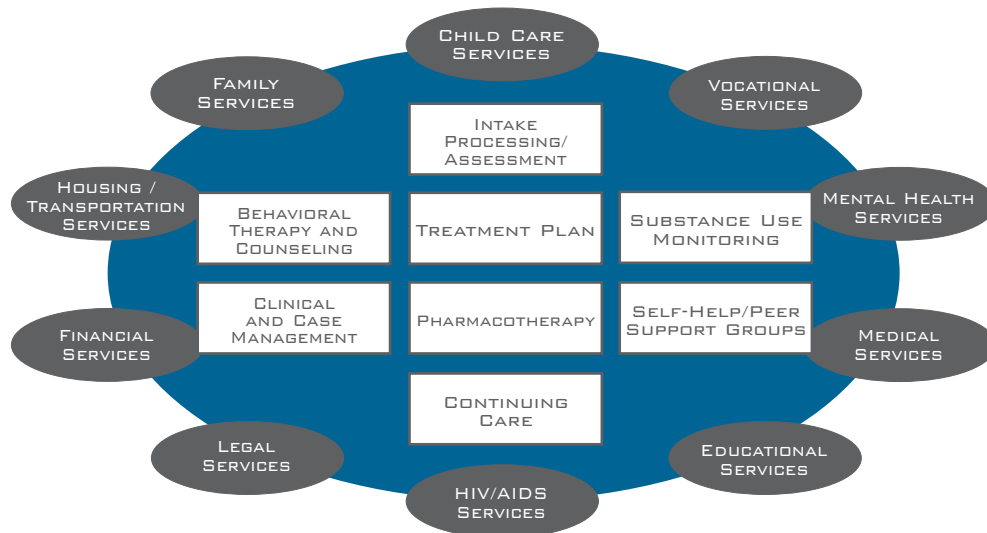 Child Care
Services
Family
Services
Vocational
Services
Intake
Processing/
Assessment
Housing /
Transportation
Services
Mental Health
Services
Behavioral
Therapy and
Counseling
Treatment Plan
Substance Use
Monitoring
Clinical
and Case
Management
Pharmacotherapy
Self-Help/Peer
Support Groups
Financial
Services
Medical
Services
Continuing
Care
Legal
Services
Educational
Services
HIV/AIDS
Services